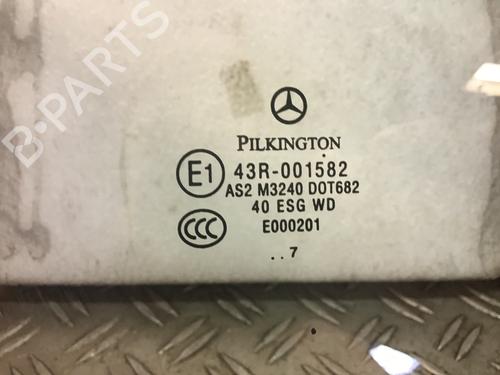 B-PARTS
PILKINGTON
E1
43R-001582
AS2 M3240 DOT682
40 ESG WD
CCC
E000201
..7